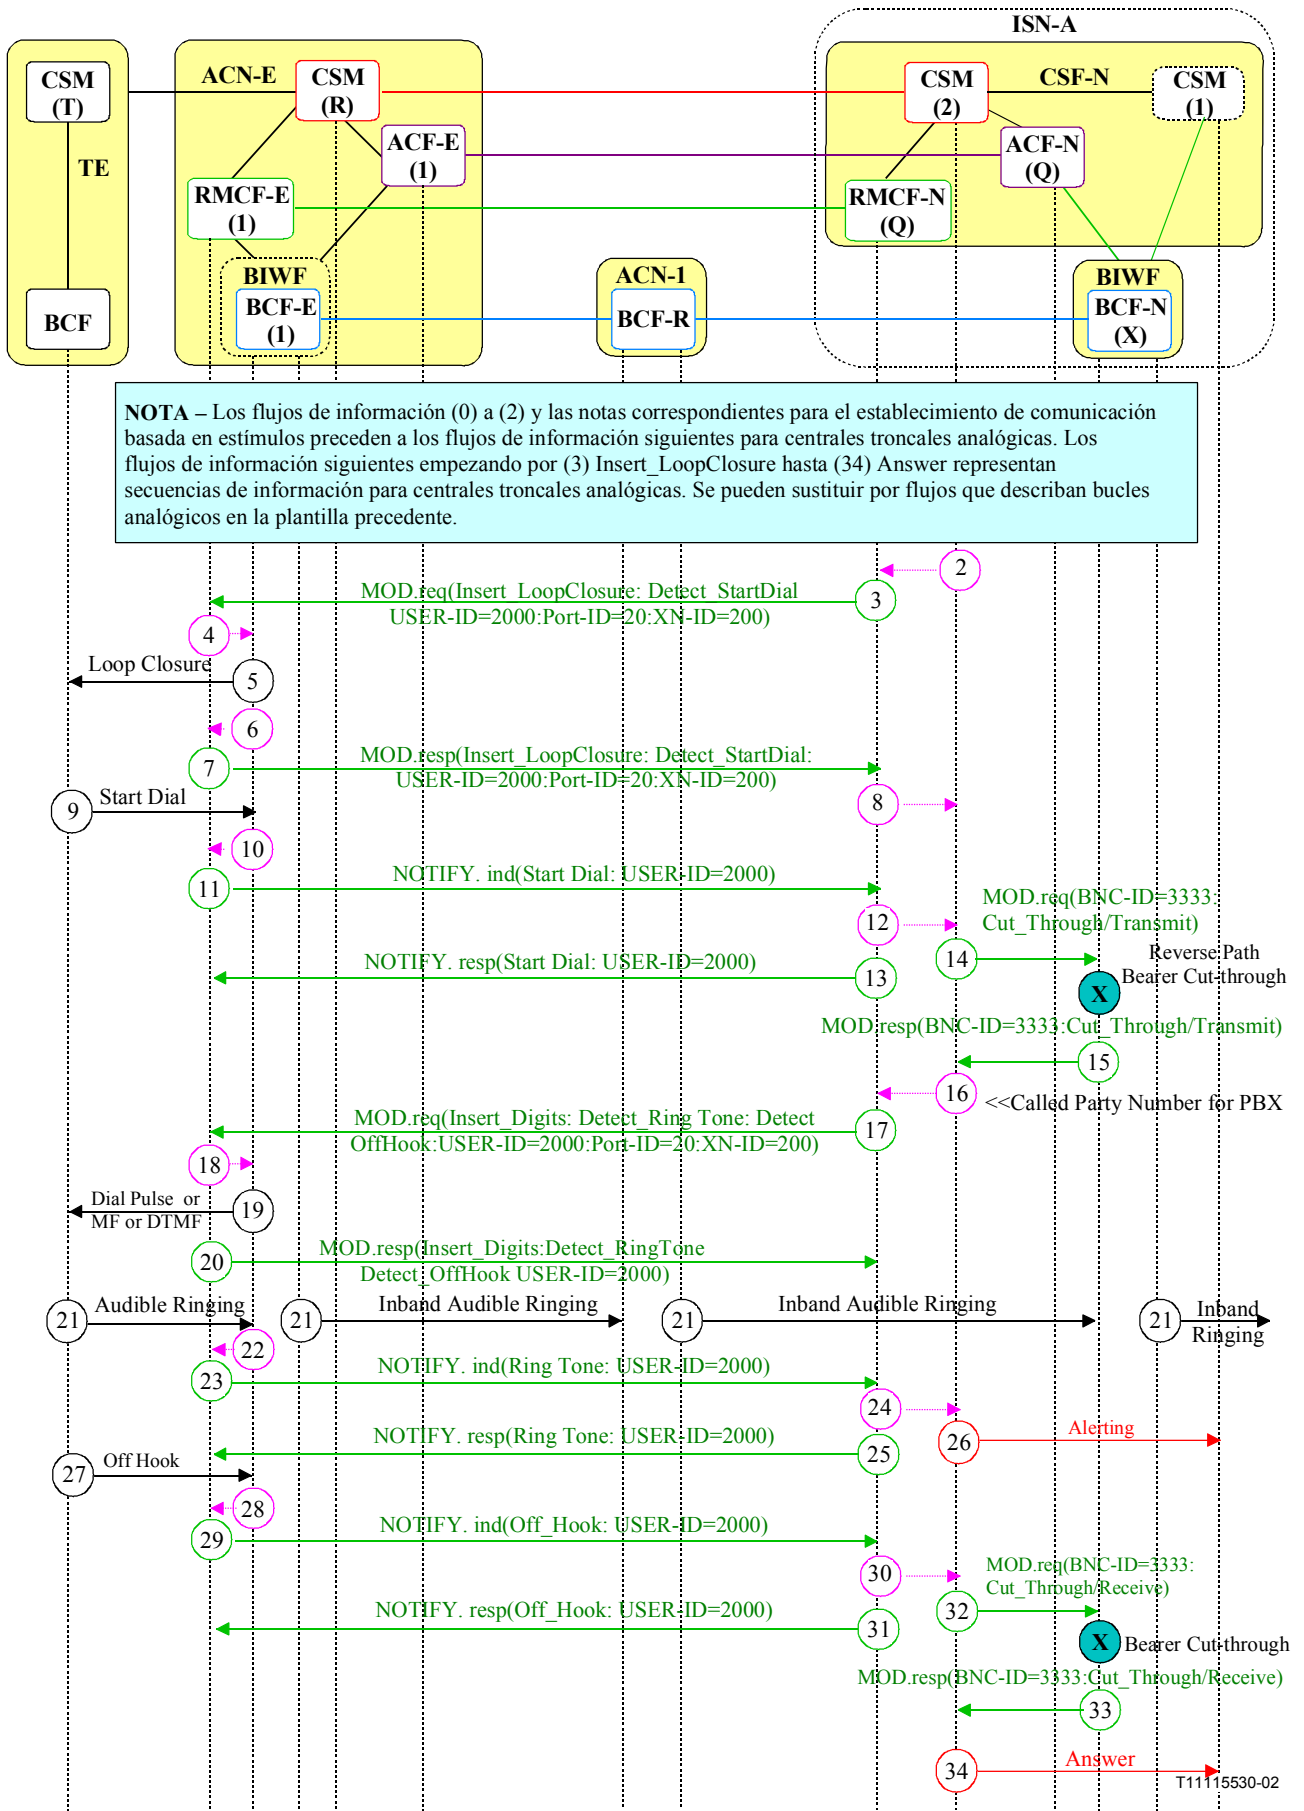 ISN-A
CSM
(T)
ACN-E
CSM
(R)
CSM
(2)
CSF-N
CSM
(1)
TE
ACF-E
(1)
ACF-N
(Q)
RMCF-E
(1)
RMCF-N
(Q)
BCF
BIWF
BCF-E
(1)
ACN-1
BCF-R
BIWF
BCF-N
(X)
NOTA – Los flujos de información (0) a (2) y las notas correspondientes para el establecimiento de comunicación
basada en estímulos preceden a los flujos de información siguientes para centrales troncales analógicas. Los
flujos de información siguientes empezando por (3) Insert_LoopClosure hasta (34) Answer representan
secuencias de información para centrales troncales analógicas. Se pueden sustituir por flujos que describan bucles
analógicos en la plantilla precedente.
2
MOD.req(Insert_LoopClosure: Detect_StartDial
USER-ID=2000:Port-ID=20:XN-ID=200)
3
4
Loop Closure
5
6
MOD.resp(Insert_LoopClosure: Detect_StartDial:
USER-ID=2000:Port-ID=20:XN-ID=200)
7
8
9
Start Dial
10
NOTIFY. ind(Start Dial: USER-ID=2000)
11
12
MOD.req(BNC-ID=3333:
Cut_Through/Transmit)
NOTIFY. resp(Start Dial: USER-ID=2000)
13
14
Reverse Path
Bearer Cut-through
X
MOD.resp(BNC-ID=3333:Cut_Through/Transmit)
15
16
<<Called Party Number for PBX
MOD.req(Insert_Digits: Detect_Ring Tone: Detect
OffHook:USER-ID=2000:Port-ID=20:XN-ID=200)
17
18
Dial Pulse or
MF or DTMF
19
MOD.resp(Insert_Digits:Detect_RingTone
Detect_OffHook USER-ID=2000)
20
21
Audible Ringing
21
Inband Audible Ringing
21
Inband Audible Ringing
21
Inband
Ringing
22
NOTIFY. ind(Ring Tone: USER-ID=2000)
23
24
NOTIFY. resp(Ring Tone: USER-ID=2000)
25
26
Alerting
27
Off Hook
28
NOTIFY. ind(Off_Hook: USER-ID=2000)
29
30
MOD.req(BNC-ID=3333:
Cut_Through/Receive)
NOTIFY. resp(Off_Hook: USER-ID=2000)
31
32
X
Bearer Cut-through
MOD.resp(BNC-ID=3333:Cut_Through/Receive)
33
34
Answer
T11115530-02